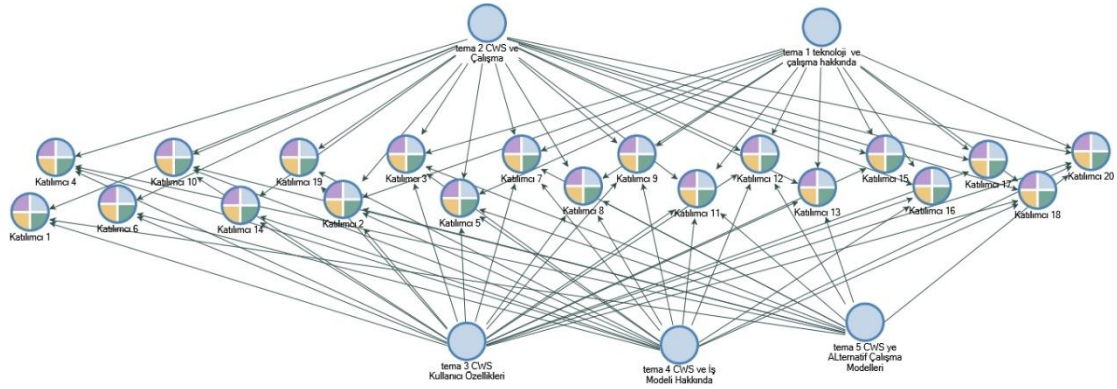 tema 2 CWS ve
Çalışma
tema 1 teknoloji ve
çalışma hakkında
Katılımcı 4
Katılımcı 10
Katılımcı 19
Katılımcı 3
Katılımcı 7
Katılımcı 9
Katılımcı 12
Katılımcı 15
Katılımcı 17
Katılımcı 20
Katılımcı 1
Katılımcı 6
Katılımcı 14
Katılımcı 2
Katılımcı 5
Katılımcı 8
Katılımcı 11
Katılımcı 13
Katılımcı 16
Katılımcı 18
tema 3 CWS
Kullanıcı Özellikleri
tema 4 CWS ve İş
Modeli Hakkında
tema 5 CWS ye
ALternatif Çalışma
Modelleri